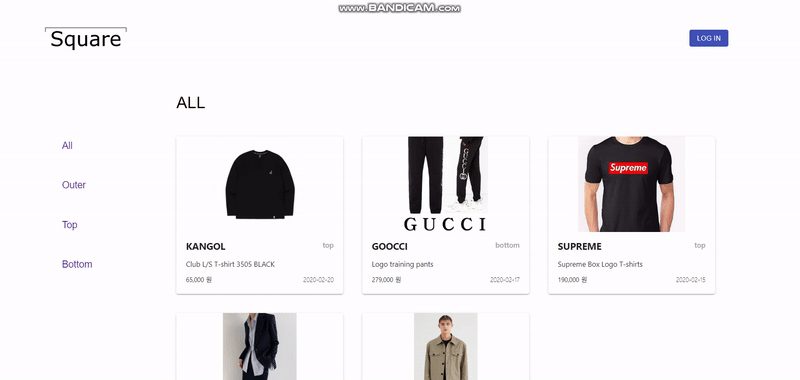 www.BANDICAM.com
Square
LOG IN
ALL
All
Outer
Top
Bottom
KANGOL
top
Club L/S T-shirt 3505 BLACK
65,000 원
2020-02-20
GUCCI
GOOCCI
bottom
Logo training pants
279,000 원
2020-02-17
Supreme
SUPREME
top
Supreme Box Logo T-shirts
190,000 원
2020-02-15